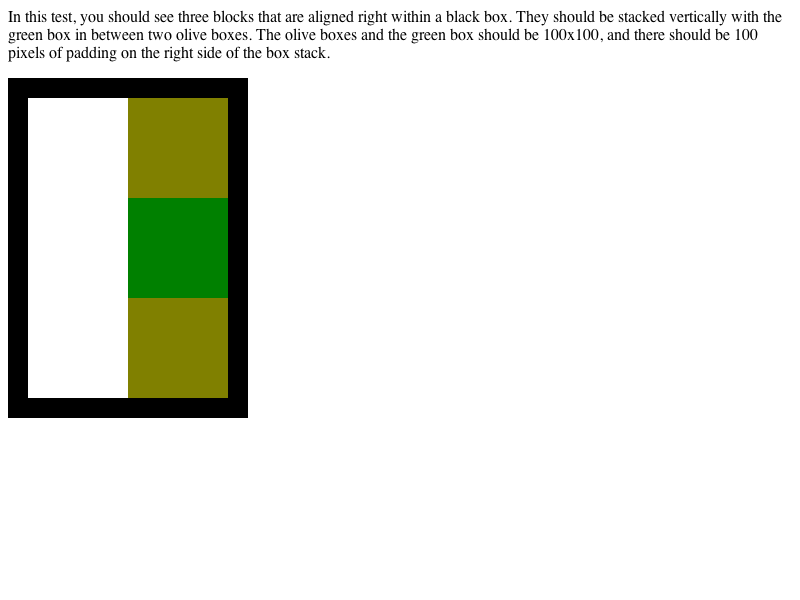 In this test, you should see three blocks that are aligned right within a black box. They should be stacked vertically with the
green box in between two olive boxes. The olive boxes and the green box should be 100x100, and there should be 100
pixels of padding on the right side of the box stack.